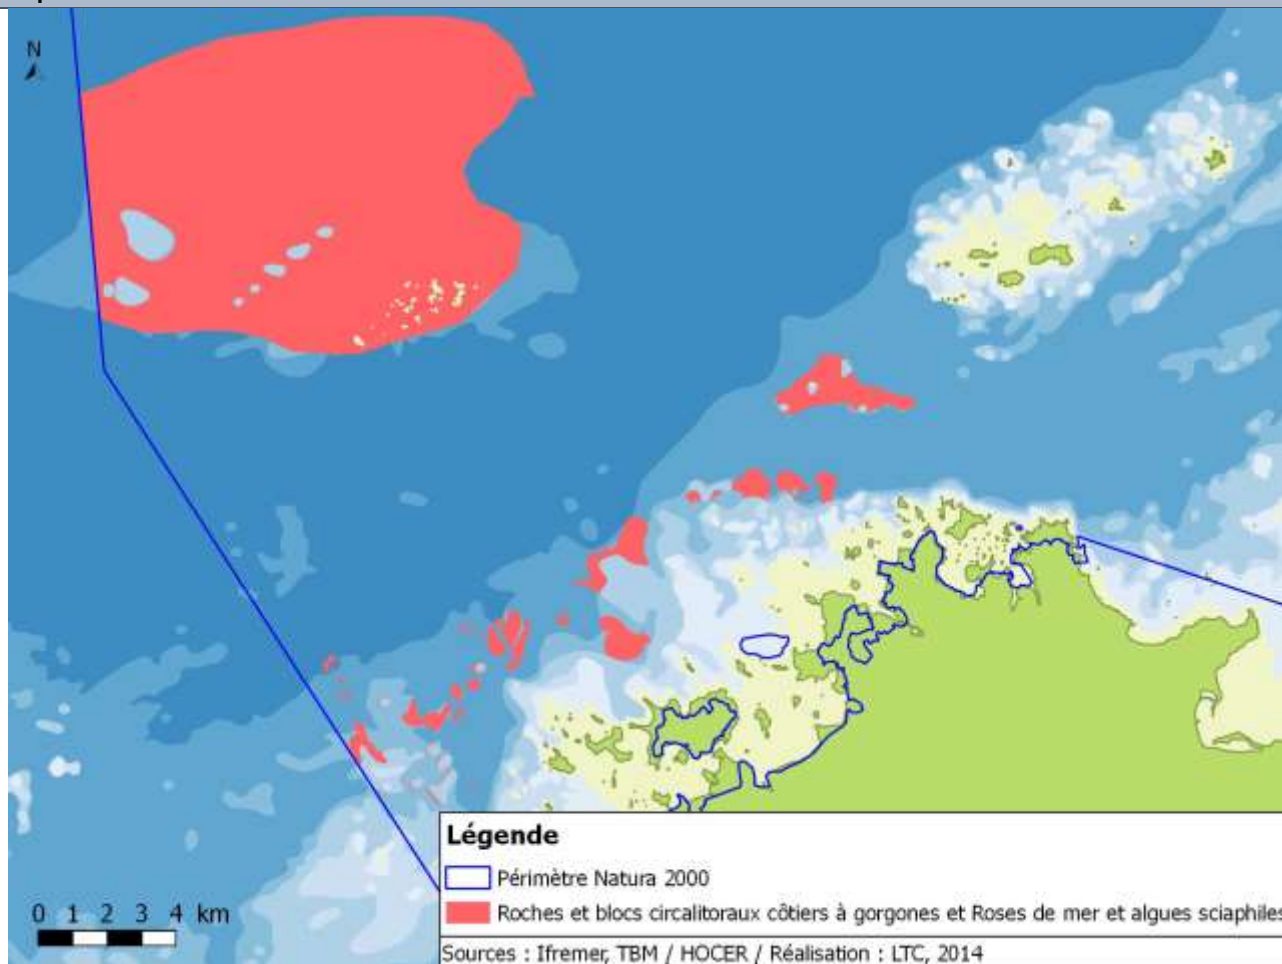 N
Légende
Périmètre Natura 2000
Roches et blocs circalitoraux côtiers à gorgones et Roses de mer et algues sciaphiles
0 1 2 3 4 km
Sources : Ifremer, TBM / HOCER / Réalisation : LTC, 2014